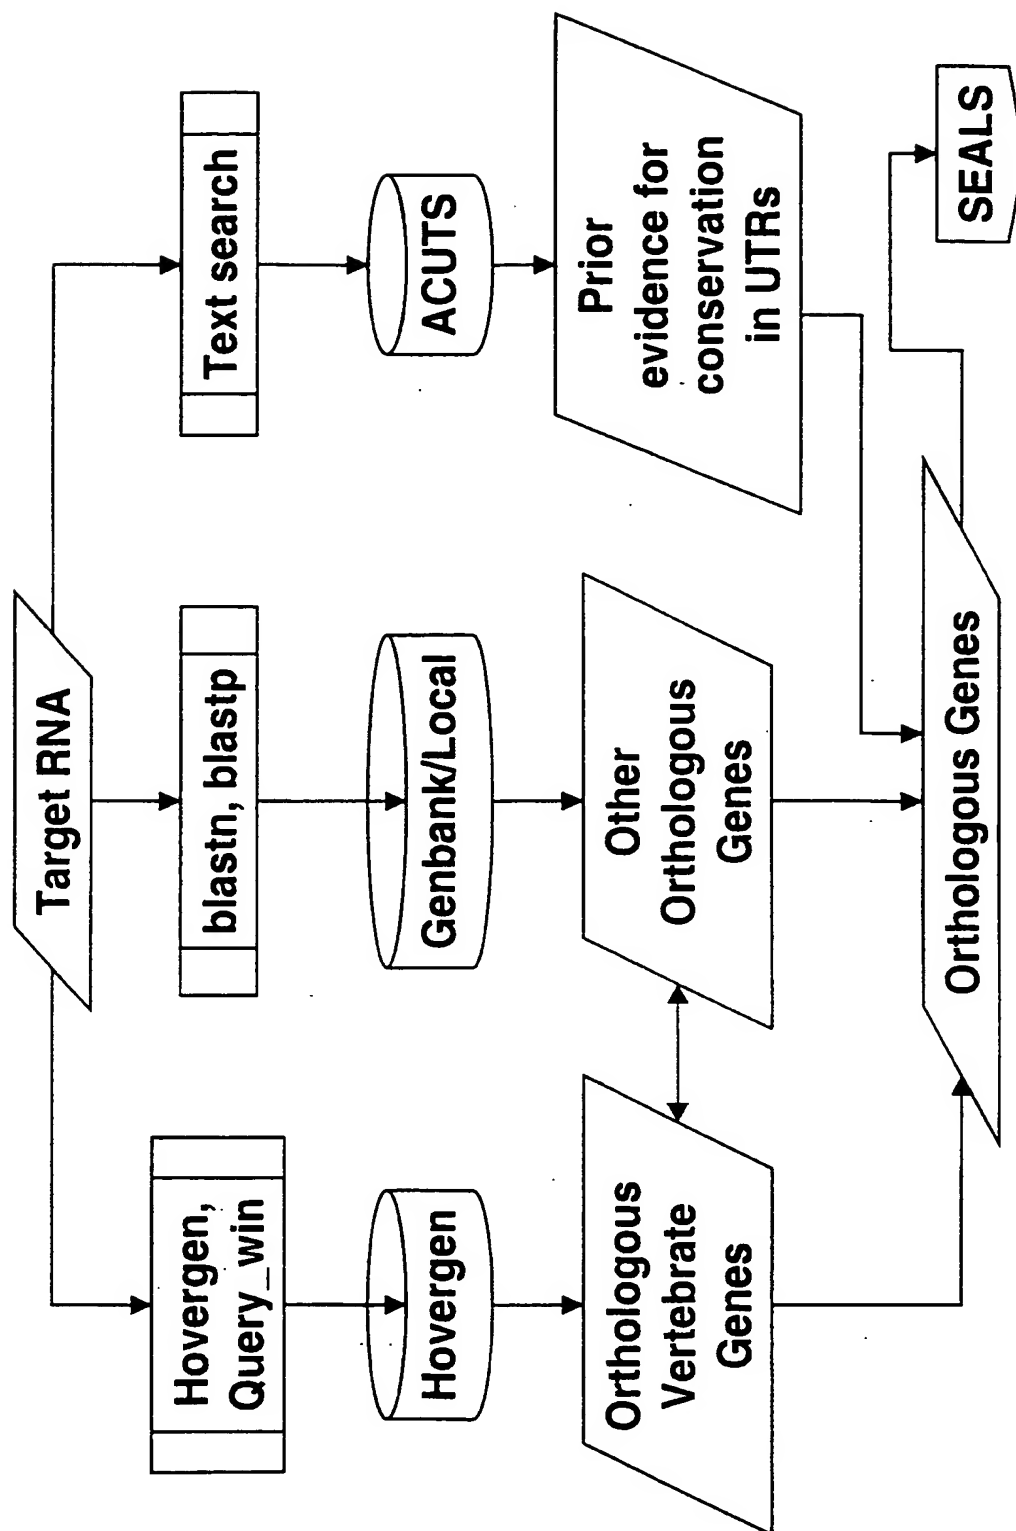 Target RNA
Hovergen,
Query_win
blastn, blastp
Text search
Hovergen
Genbank/Local
ACUTS
Orthologous
Vertebrate
Genes
Other
Orthologous
Genes
Prior
evidence for
conservation
in UTRs
Orthologous Genes
SEALS